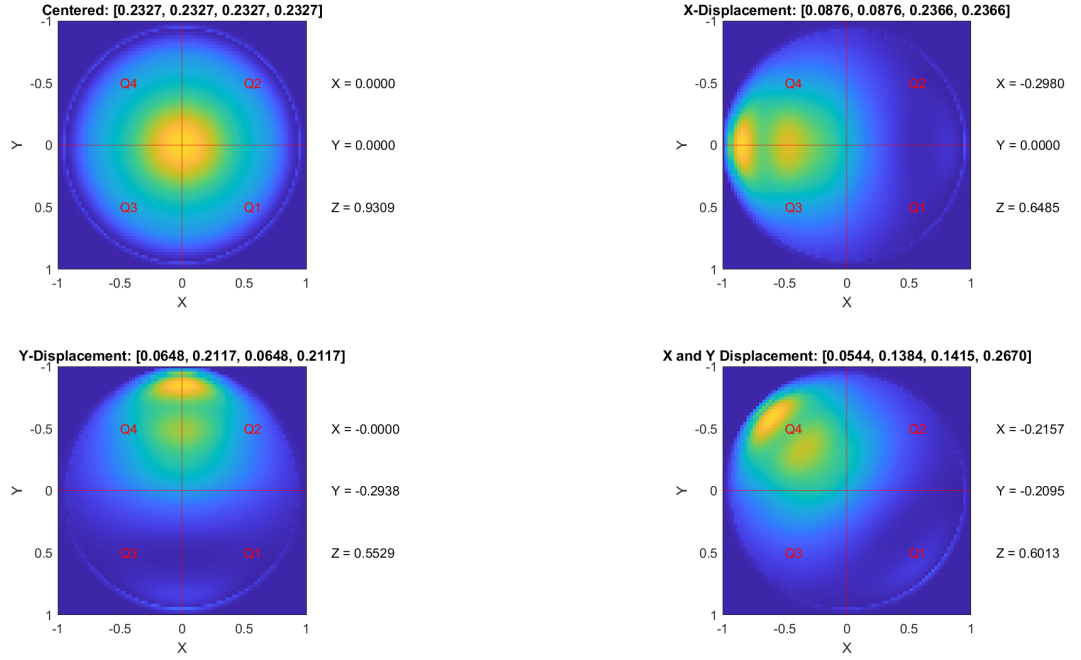 Centered: [0.2327, 0.2327, 0.2327, 0.2327]
-1
-0.5
0
0.5
1
Y
Q4
Q2
Q3
Q1
X = 0.0000
Y = 0.0000
Z = 0.9309
-1
-0.5
0
0.5
1
X
X-Displacement: [0.0876, 0.0876, 0.2366, 0.2366]
-1
-0.5
0
0.5
1
Y
Q4
Q2
Q3
Q1
X = -0.2980
Y = 0.0000
Z = 0.6485
-1
-0.5
0
0.5
1
X
Y-Displacement: [0.0648, 0.2117, 0.0648, 0.2117]
-1
-0.5
0
0.5
1
Y
Q4
Q2
Q3
Q1
X = -0.0000
Y = -0.2938
Z = 0.5529
-1
-0.5
0
0.5
1
X
X and Y Displacement: [0.0544, 0.1384, 0.1415, 0.2670]
-1
-0.5
0
0.5
1
Y
Q4
Q2
Q3
Q1
X = -0.2157
Y = -0.2095
Z = 0.6013
-1
-0.5
0
0.5
1
X